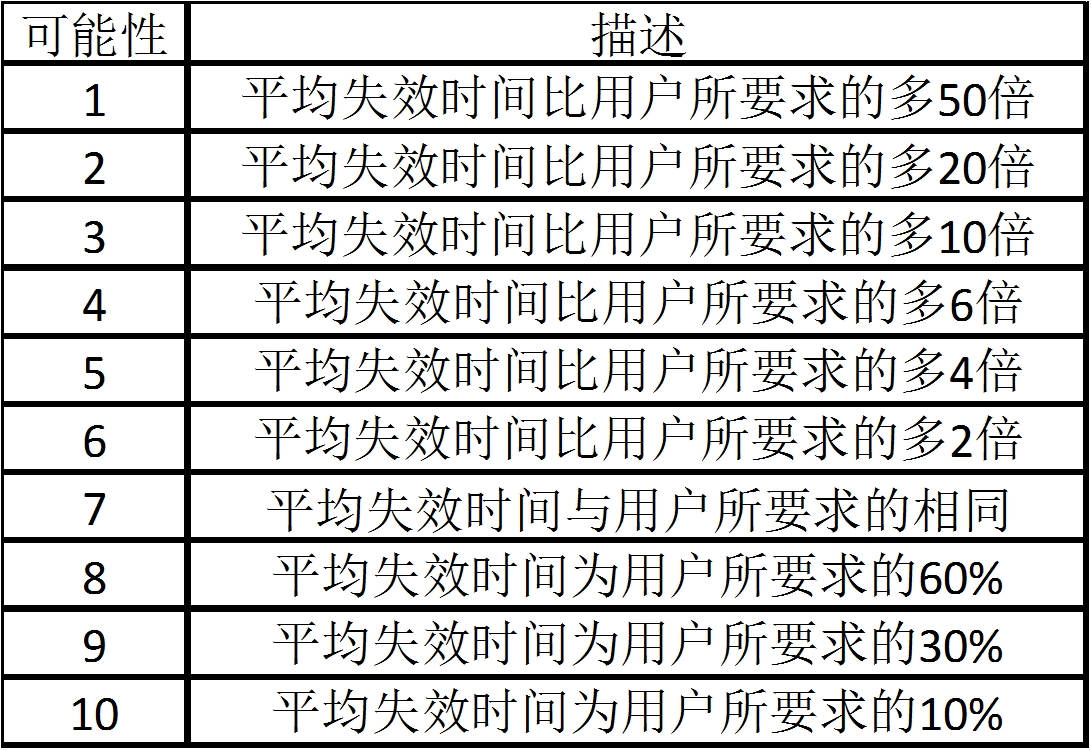 可能性 描述
1 平均失效时间比用户所要求的多50倍
2 平均失效时间比用户所要求的多20倍
3 平均失效时间比用户所要求的多10倍
4 平均失效时间比用户所要求的多6倍
5 平均失效时间比用户所要求的多4倍
6 平均失效时间比用户所要求的多2倍
7 平均失效时间与用户所要求的相同
8 平均失效时间为用户所要求的60%
9 平均失效时间为用户所要求的30%
10 平均失效时间为用户所要求的10%